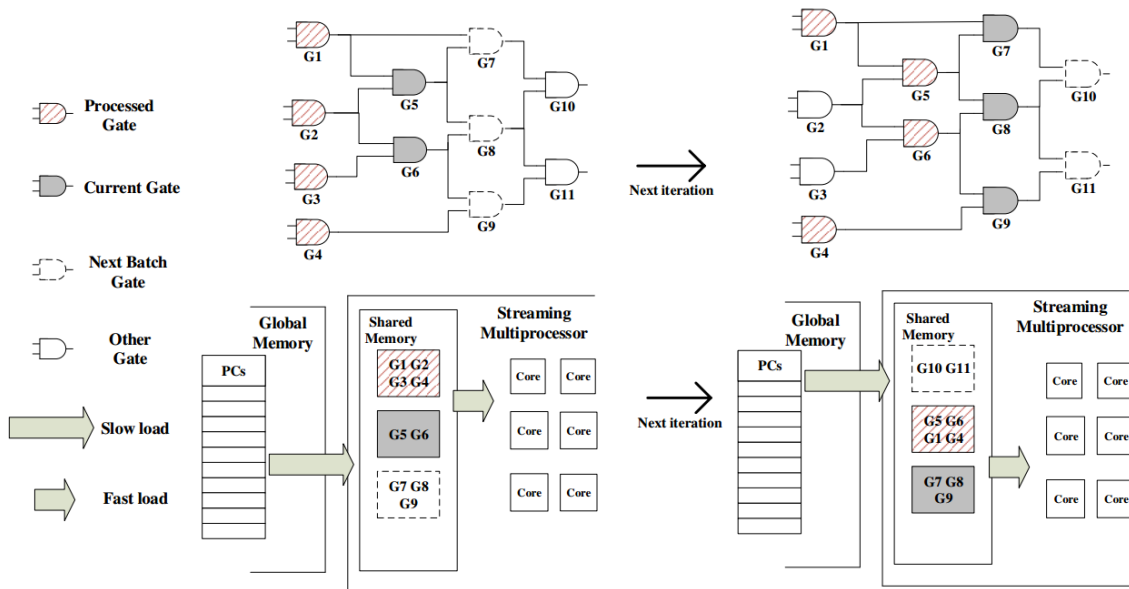 G1
G7
G5
G10
G2
G8
G6
G11
G3
G9
G4
Next iteration
G1
G7
G5
G10
G2
G8
G6
G11
G3
G9
G4
Processed
Gate
Current Gate
Next Batch
Gate
Other
Gate
Slow load
Fast load
Global
Memory
PCs
Shared
Memory
G1 G2
G3 G4
G5 G6
G7 G8
G9
Streaming
Multiprocessor
Core
Core
Core
Core
Core
Core
Next iteration
Global
Memory
PCs
Shared
Memory
G10 G11
G5 G6
G1 G4
G7 G8
G9
Streaming
Multiprocessor
Core
Core
Core
Core
Core
Core